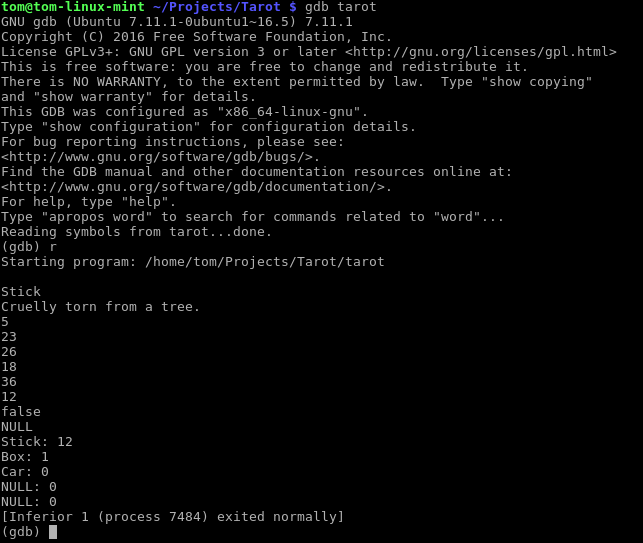 tom@tom-linux-mint ~/Projects/Tarot $ gdb tarot
GNU gdb (Ubuntu 7.11.1-0ubuntu1~16.5) 7.11.1
Copyright (C) 2016 Free Software Foundation, Inc.
License GPLv3+: GNU GPL version 3 or later <http://gnu.org/licenses/gpl.html>
This is free software: you are free to change and redistribute it.
There is NO WARRANTY, to the extent permitted by law.  Type "show copying"
and "show warranty" for details.
This GDB was configured as "x86_64-linux-gnu".
Type "show configuration" for configuration details.
For bug reporting instructions, please see:
<http://www.gnu.org/software/gdb/bugs/>.
Find the GDB manual and other documentation resources online at:
<http://www.gnu.org/software/gdb/documentation/>.
For help, type "help".
Type "apropos word" to search for commands related to "word"...
Reading symbols from tarot...done.
(gdb) r
Starting program: /home/tom/Projects/Tarot/tarot
Stick
Cruelly torn from a tree.
5
23
26
18
36
12
false
NULL
Stick: 12
Box: 1
Car: 0
NULL: 0
NULL: 0
[Inferior 1 (process 7484) exited normally]
(gdb)